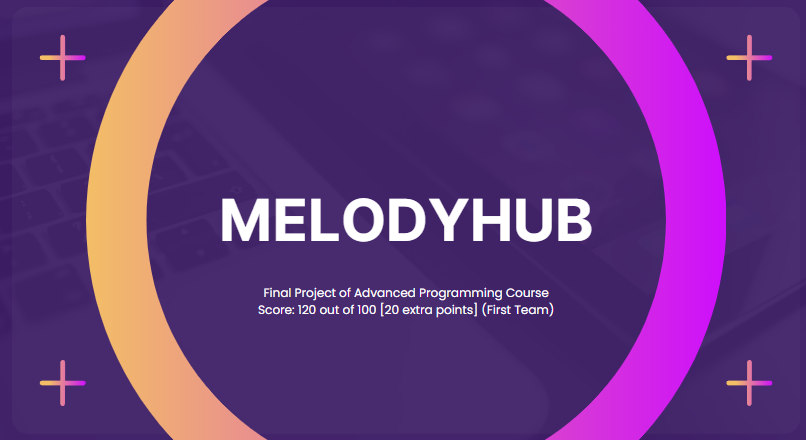 MELODYHUB
Final Project of Advanced Programming Course
Score: 120 out of 100 [20 extra points] (First Team)